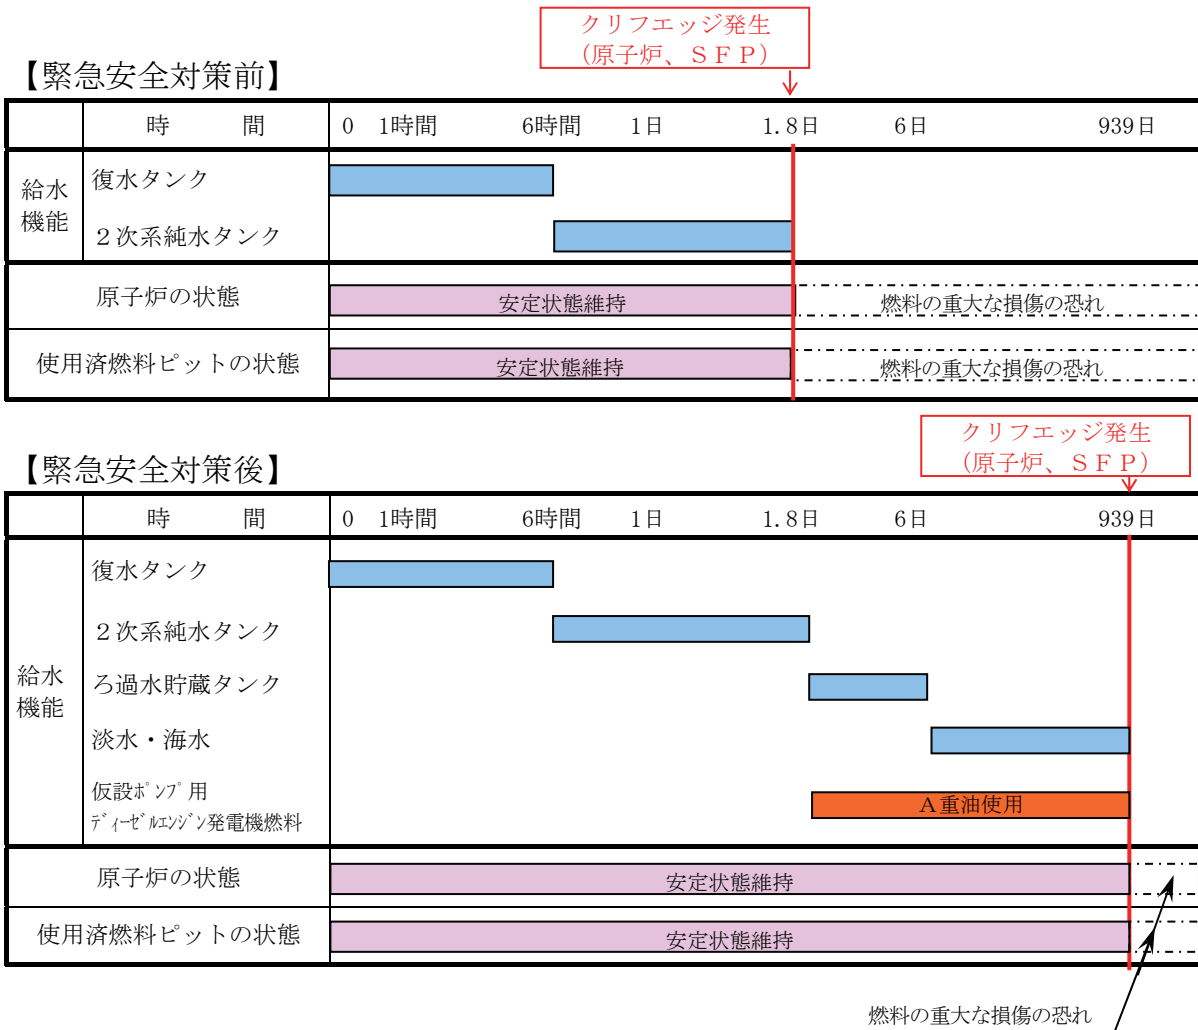 クリフエッジ発生
(原子炉、ＳＦＰ)
【緊急安全対策前】
時　　間 0 1時間 6時間 1日 1.8日 6日 939日
給水
機能
復水タンク
２次系純水タンク
原子炉の状態 安定状態維持 燃料の重大な損傷の恐れ
使用済燃料ピットの状態 安定状態維持 燃料の重大な損傷の恐れ
クリフエッジ発生
(原子炉、ＳＦＰ)
【緊急安全対策後】
時　　間 0 1時間 6時間 1日 1.8日 6日 939日
給水
機能
復水タンク
２次系純水タンク
ろ過水貯蔵タンク
淡水・海水
仮設ﾎﾟﾝﾌﾟ用
ﾃﾞｨｰｾﾞﾙｴﾝｼﾞﾝ発電機燃料
Ａ重油使用
原子炉の状態 安定状態維持
使用済燃料ピットの状態 安定状態維持
燃料の重大な損傷の恐れ